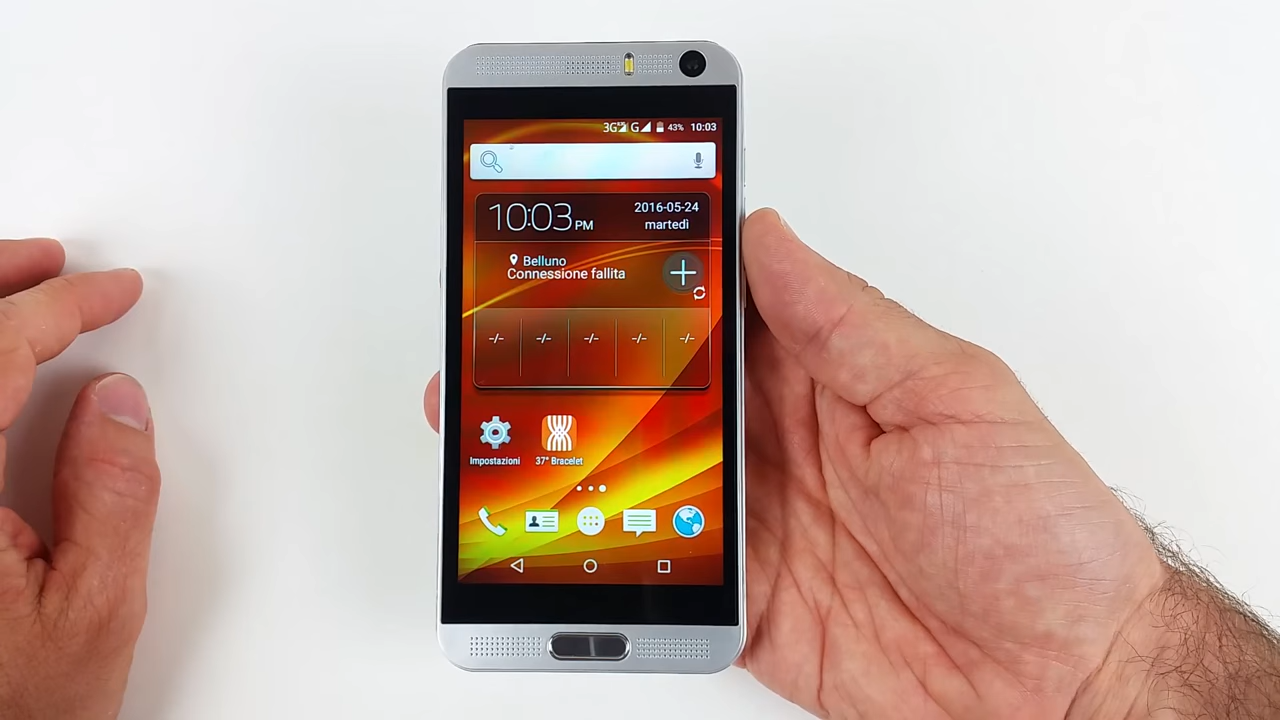 3G G 43% 10:03
10:03 PM
2016-05-24
martedì
Belluno
Connessione fallita
-/- -/- -/- -/- -/-
Impostazioni
37° Bracelet